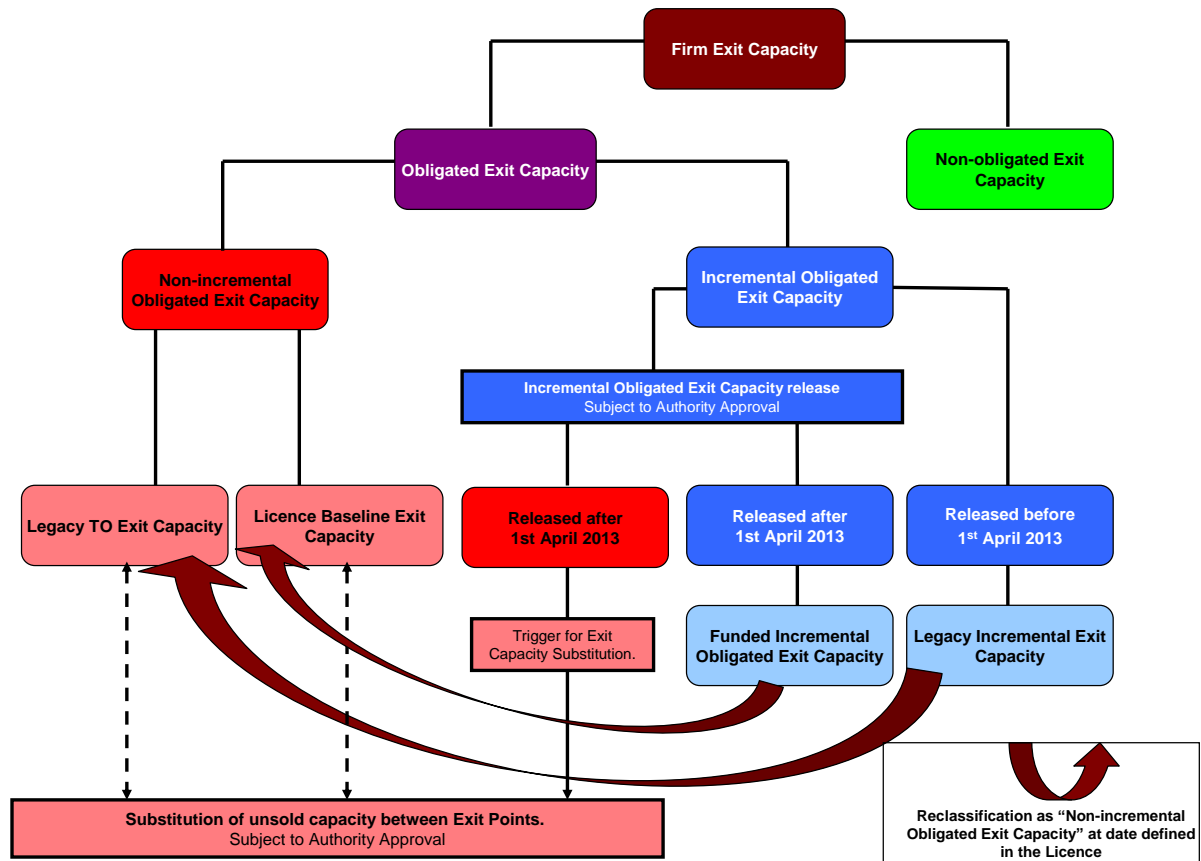 Firm Exit Capacity
Obligated Exit Capacity
Non-obligated Exit
Capacity
Non-incremental
Obligated Exit Capacity
Incremental Obligated
Exit Capacity
Incremental Obligated Exit Capacity release
Subject to Authority Approval
Legacy TO Exit Capacity
Licence Baseline Exit
Capacity
Released after
1st April 2013
Released after
1st April 2013
Released before
1st April 2013
Trigger for Exit
Capacity Substitution.
Funded Incremental
Obligated Exit Capacity
Legacy Incremental Exit
Capacity
Substitution of unsold capacity between Exit Points.
Subject to Authority Approval
Reclassification as “Non-incremental
Obligated Exit Capacity” at date defined
in the Licence